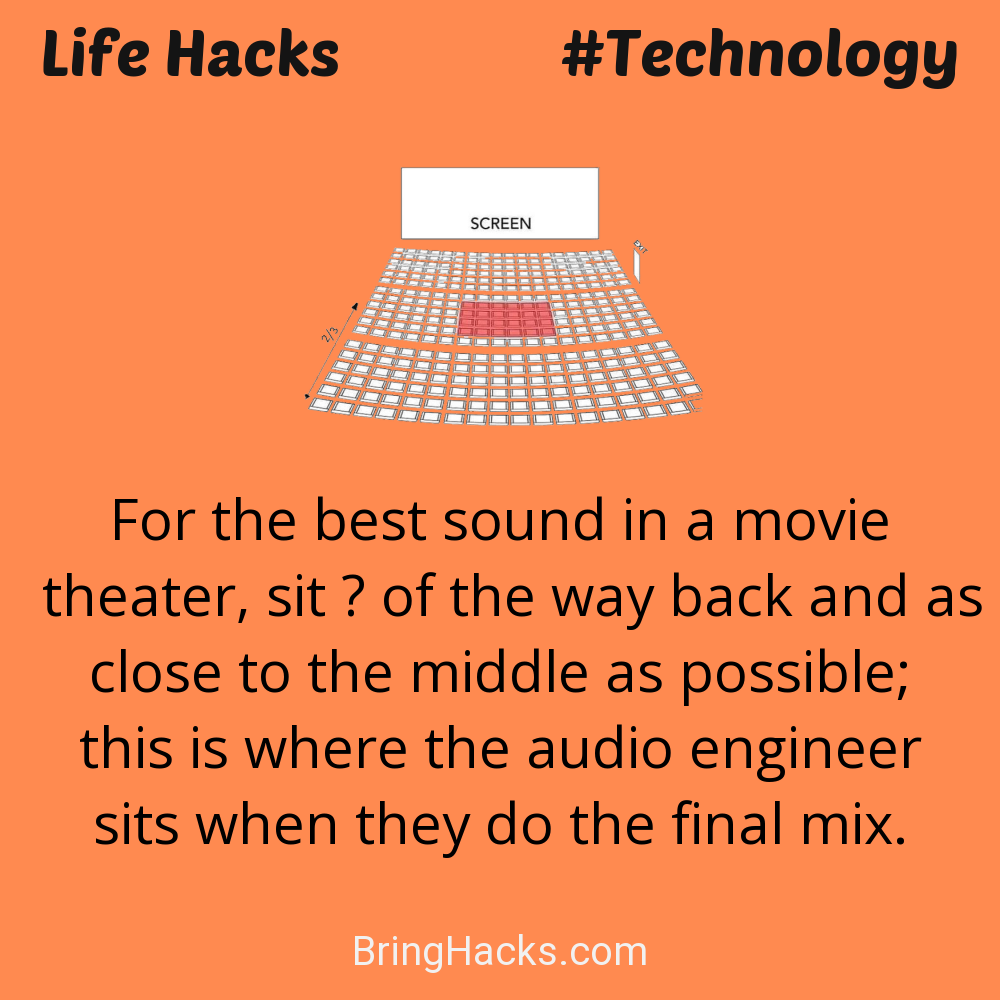 Life Hacks #Technology
SCREEN
EXIT
2/3
For the best sound in a movie
theater, sit ? of the way back and as
close to the middle as possible;
this is where the audio engineer
sits when they do the final mix.
BringHacks.com